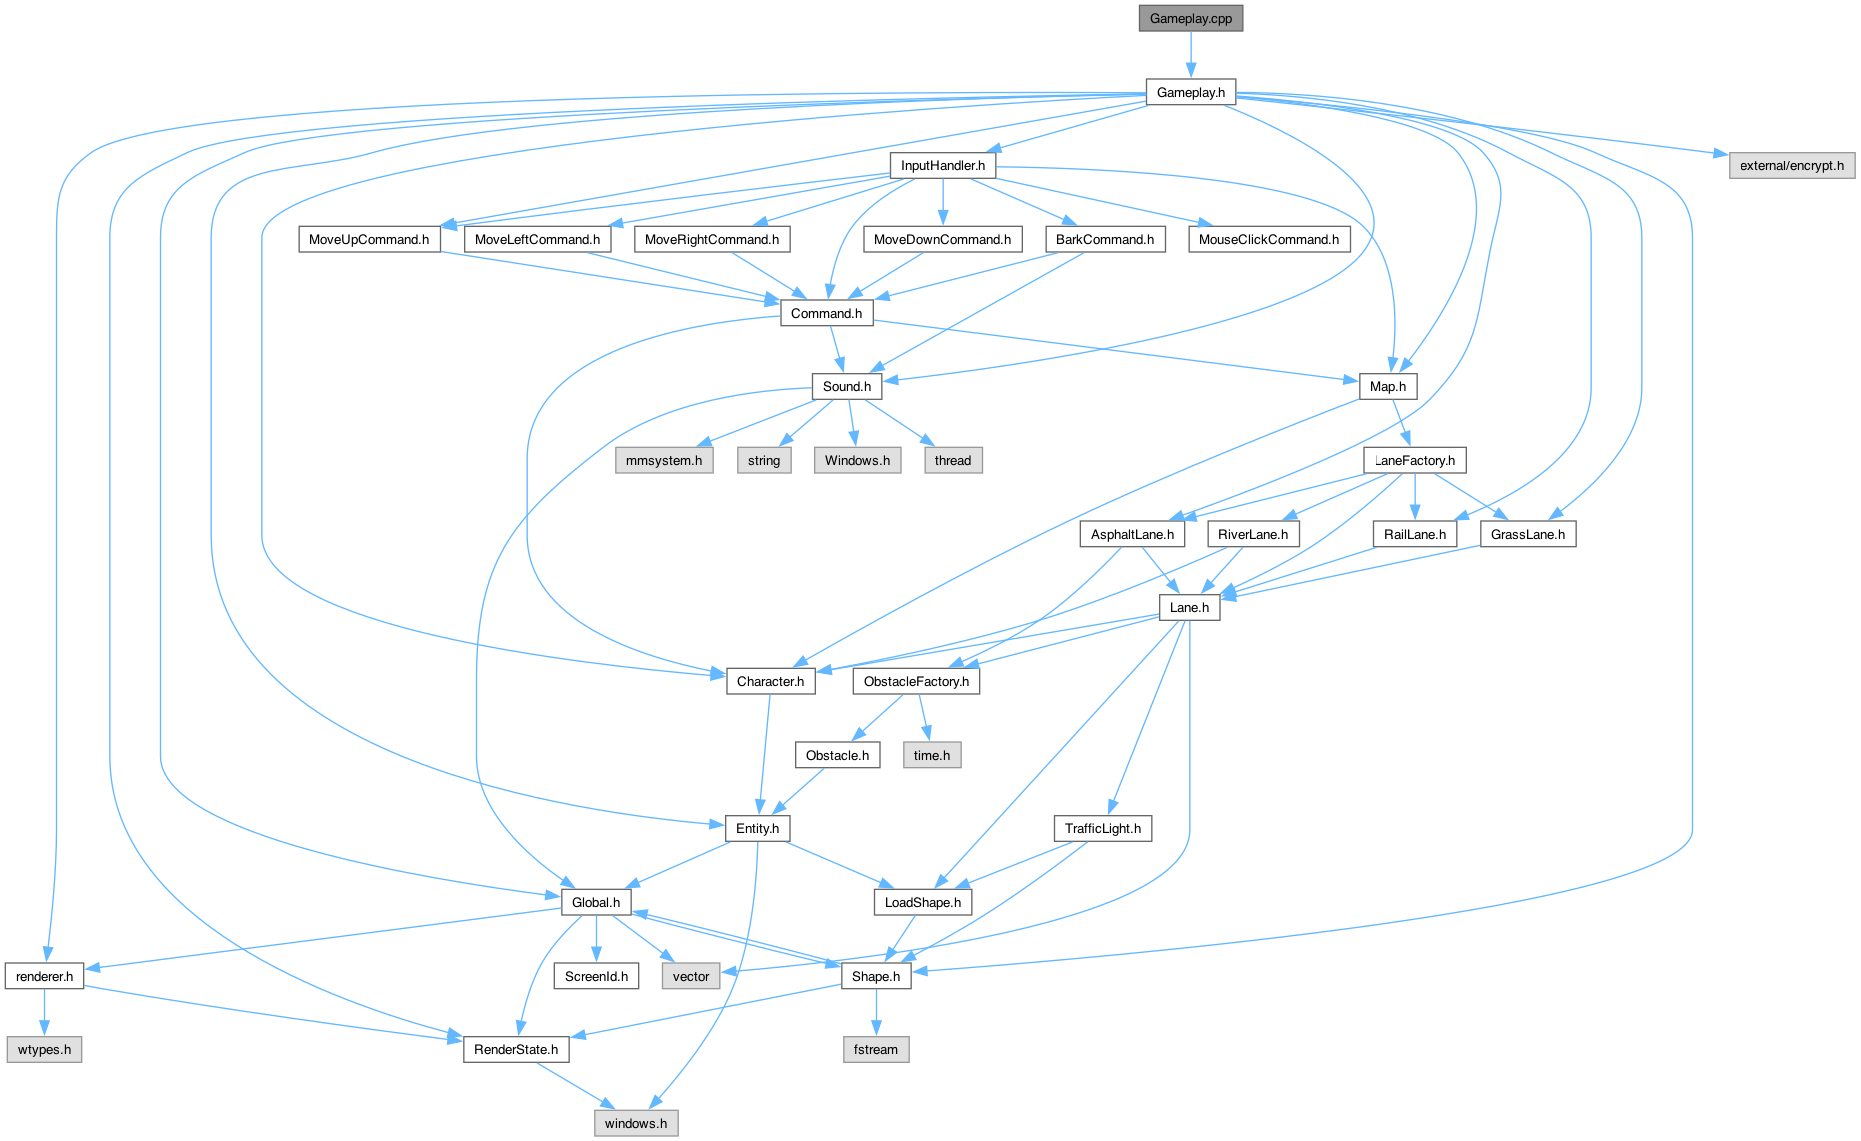 Gameplay.cpp
Gameplay.h
InputHandler.h
external/encrypt.h
MoveUpCommand.h
MoveLeftCommand.h
MoveRightCommand.h
MoveDownCommand.h
BarkCommand.h
MouseClickCommand.h
Command.h
Sound.h
Map.h
mmsystem.h
string
Windows.h
thread
LaneFactory.h
AsphaltLane.h
RiverLane.h
RailLane.h
GrassLane.h
Lane.h
Character.h
ObstacleFactory.h
Obstacle.h
time.h
Entity.h
TrafficLight.h
Global.h
LoadShape.h
renderer.h
ScreenId.h
vector
Shape.h
wtypes.h
RenderState.h
fstream
windows.h